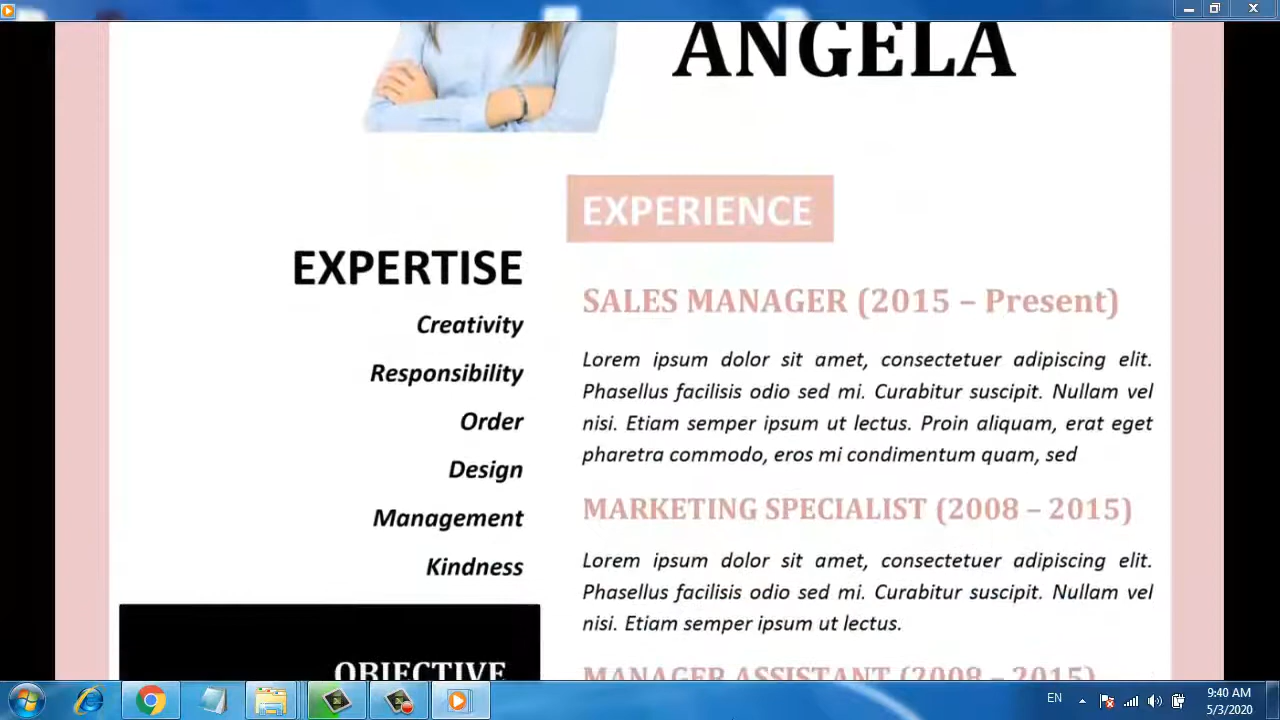 ANGELA
EXPERIENCE
EXPERTISE
Creativity
Responsibility
Order
Design
Management
Kindness
OBJECTIVE
SALES MANAGER (2015 – Present)
Lorem ipsum dolor sit amet, consectetuer adipiscing elit.
Phasellus facilisis odio sed mi. Curabitur suscipit. Nullam vel
nisi. Etiam semper ipsum ut lectus. Proin aliquam, erat eget
pharetra commodo, eros mi condimentum quam, sed
MARKETING SPECIALIST (2008 – 2015)
Lorem ipsum dolor sit amet, consectetuer adipiscing elit.
Phasellus facilisis odio sed mi. Curabitur suscipit. Nullam vel
nisi. Etiam semper ipsum ut lectus.
MANAGER ASSISTANT (2008 – 2015)
EN
9:40 AM
5/3/2020